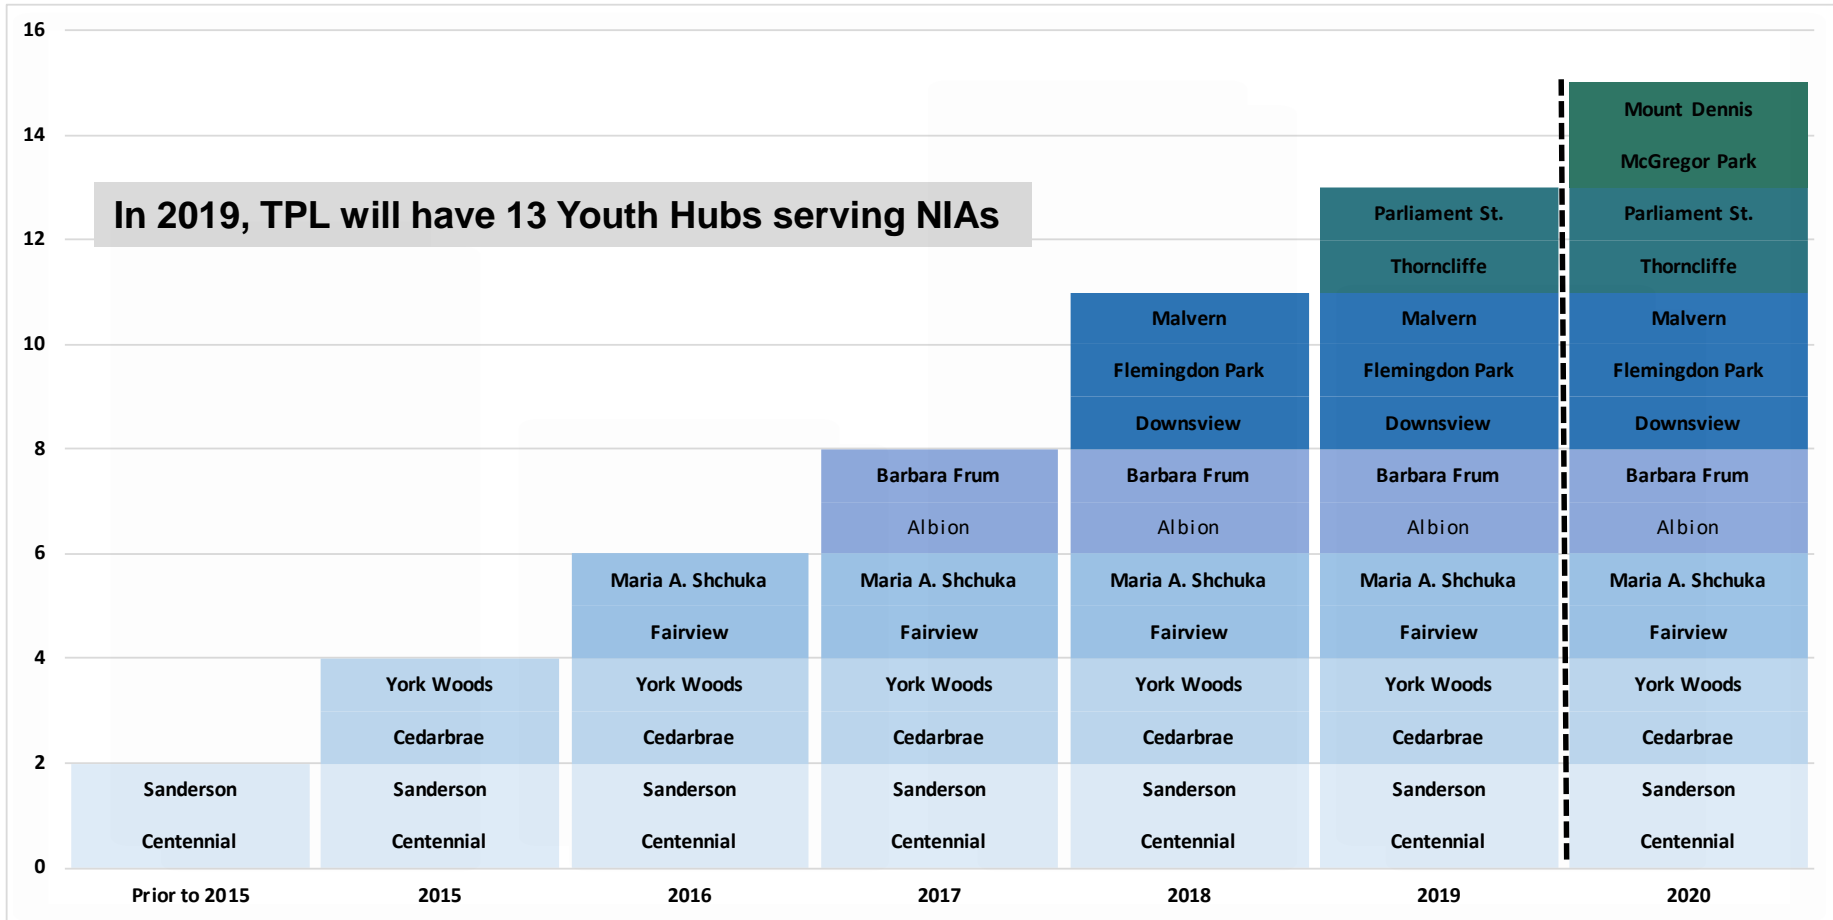 16
14
12
10
8
6
4
2
0
In 2019, TPL will have 13 Youth Hubs serving NIAs
Sanderson
Centennial
Prior to 2015
York Woods
Cedarbrae
Sanderson
Centennial
2015
Maria A. Shchuka
Fairview
York Woods
Cedarbrae
Sanderson
Centennial
2016
Barbara Frum
Albion
Maria A. Shchuka
Fairview
York Woods
Cedarbrae
Sanderson
Centennial
2017
Malvern
Flemingdon Park
Downsview
Barbara Frum
Albion
Maria A. Shchuka
Fairview
York Woods
Cedarbrae
Sanderson
Centennial
2018
Parliament St.
Thorncliffe
Malvern
Flemingdon Park
Downsview
Barbara Frum
Albion
Maria A. Shchuka
Fairview
York Woods
Cedarbrae
Sanderson
Centennial
2019
Mount Dennis
McGregor Park
Parliament St.
Thorncliffe
Malvern
Flemingdon Park
Downsview
Barbara Frum
Albion
Maria A. Shchuka
Fairview
York Woods
Cedarbrae
Sanderson
Centennial
2020